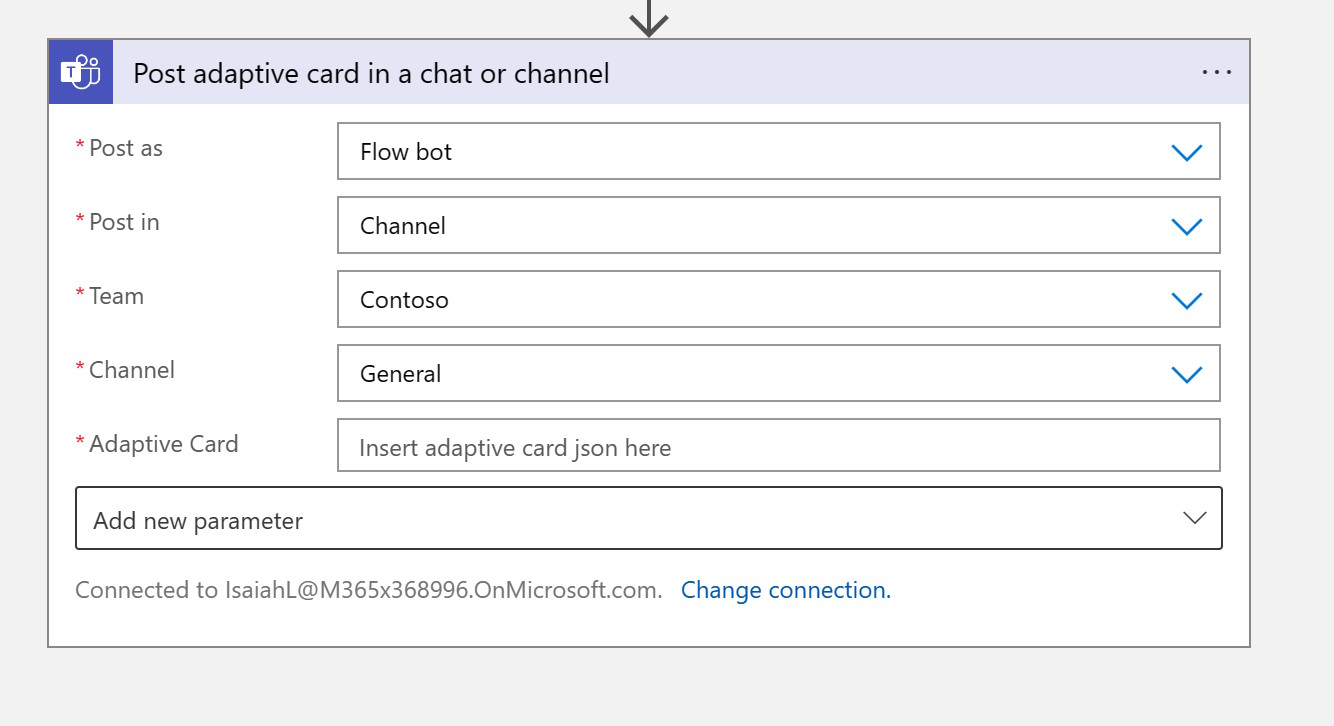 T
Post adaptive card in a chat or channel
* Post as
Flow bot
* Post in
Channel
* Team
Contoso
* Channel
General
* Adaptive Card
Insert adaptive card json here
Add new parameter
Connected to IsaiahL@M365x368996.OnMicrosoft.com. Change connection.